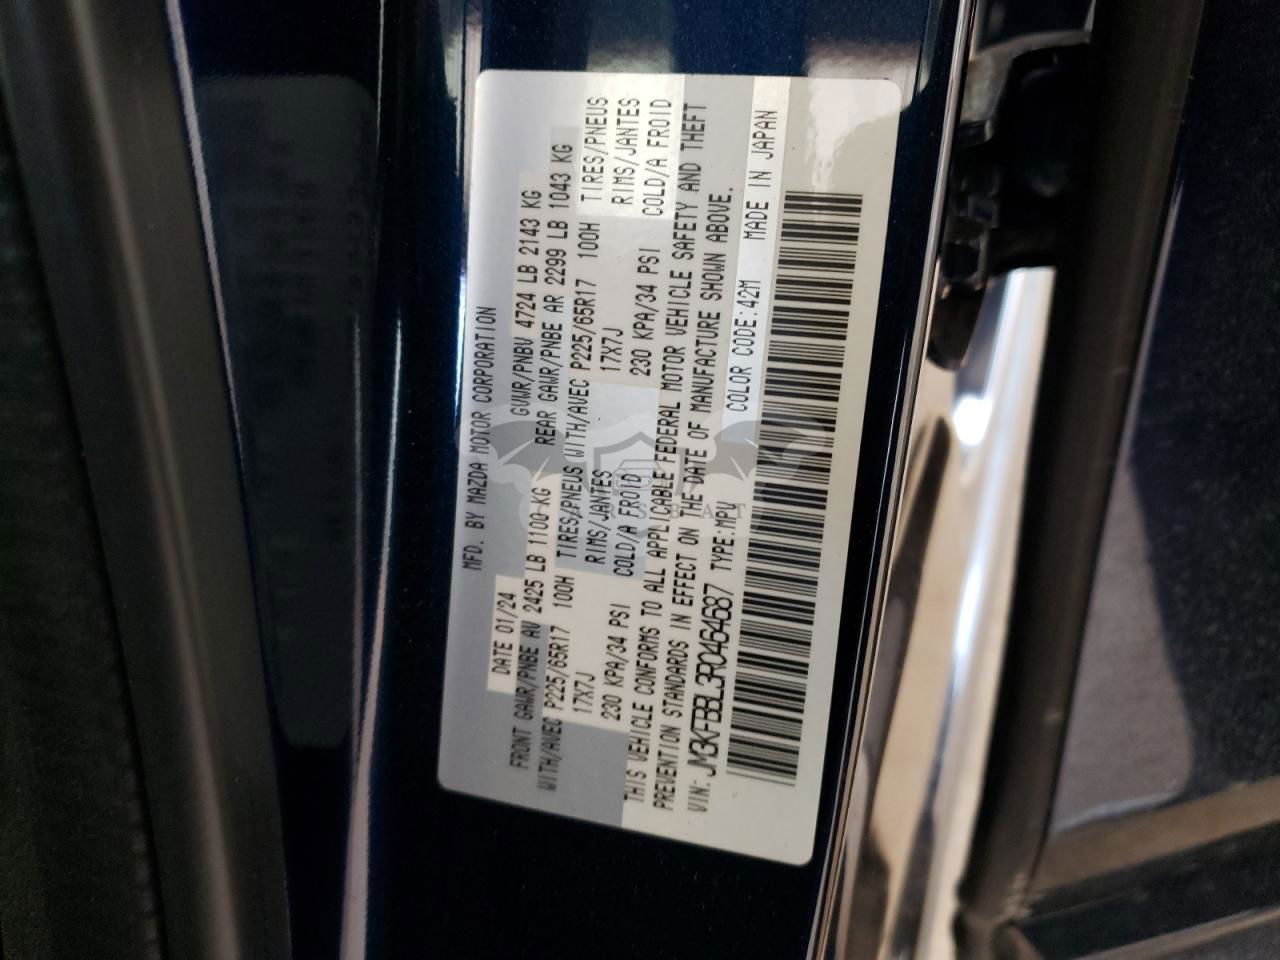 MFD. BY MAZDA MOTOR CORPORATION
DATE 01/24 GVWR/PNBV 4724 LB 2143 KG
FRONT GAWR/PNBE AV 2425 LB 1100 KG REAR GAWR/PNBE AR 2299 LB 1043 KG
WITH/AVEC P225/65R17 100H TIRES/PNEUS WITH/AVEC P225/65R17 100H TIRES/PNEUS
17X7J RIMS/JANTES 17X7J RIMS/JANTES
230 KPA/34 PSI COLD/A FROID 230 KPA/34 PSI COLD/A FROID
THIS VEHICLE CONFORMS TO ALL APPLICABLE FEDERAL MOTOR VEHICLE SAFETY AND THEFT
PREVENTION STANDARDS IN EFFECT ON THE DATE OF MANUFACTURE SHOWN ABOVE.
VIN: JM3KFBBL3R0464687 TYPE:MPV COLOR CODE:42M MADE IN JAPAN
CARSBAT